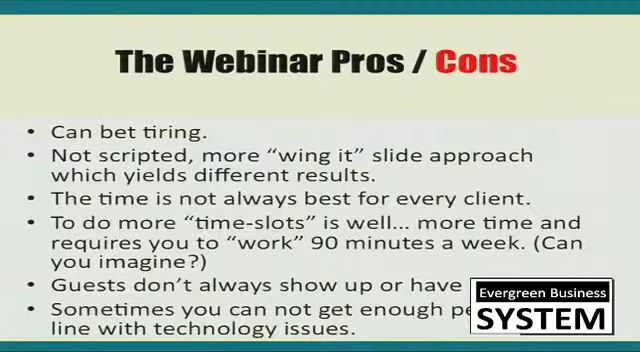 The Webinar Pros / Cons
• Can bet tiring.
• Not scripted, more “wing it” slide approach
which yields different results.
• The time is not always best for every client.
• To do more “time-slots” is well... more time and
requires you to “work” 90 minutes a week. (Can
you imagine?)
• Guests don’t always show up or have
• Sometimes you can not get enough
line with technology issues.
Evergreen Business
SYSTEM